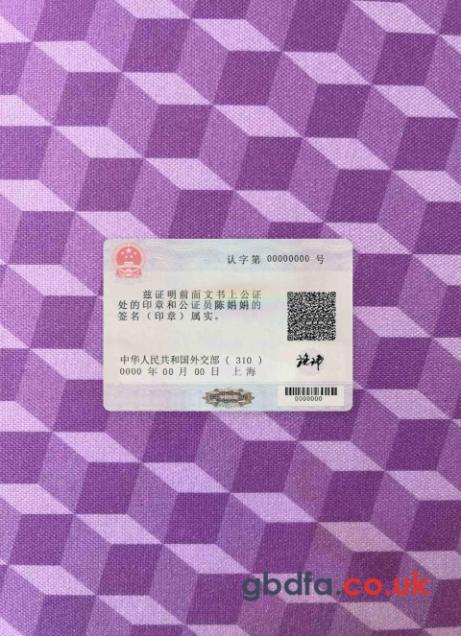 认字第 00000000 号
兹证明前面文书上公证
处的印章和公证员陈娟娟的
签名（印章）属实。
中华人民共和国外交部（ 310 ）
0000 年 00 月 00 日 上海
0000000
gbdfa.co.uk